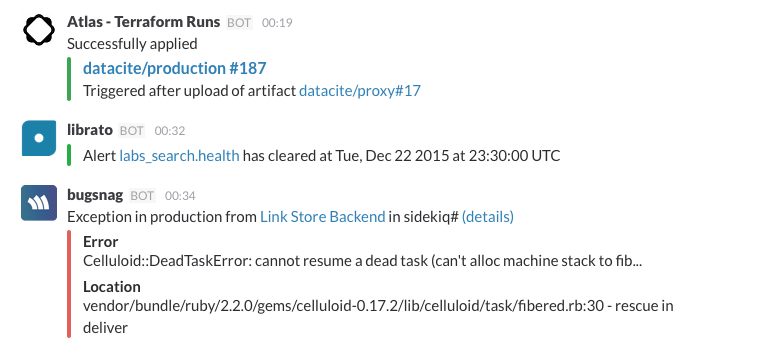 Atlas - Terraform Runs BOT 00:19
Successfully applied
datacite/production #187
Triggered after upload of artifact datacite/proxy#17
librato BOT 00:32
Alert labs_search.health has cleared at Tue, Dec 22 2015 at 23:30:00 UTC
bugsnag BOT 00:34
Exception in production from Link Store Backend in sidekiq# (details)
Error
Celluloid::DeadTaskError: cannot resume a dead task (can't alloc machine stack to fib...
Location
vendor/bundle/ruby/2.2.0/gems/celluloid-0.17.2/lib/celluloid/task/fibered.rb:30 - rescue in
deliver